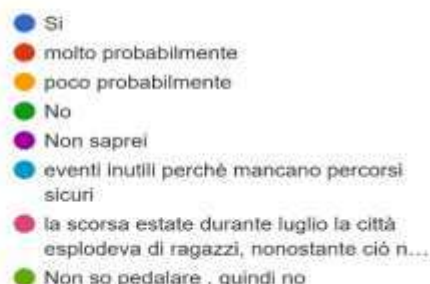 Si
molto probabilmente
poco probabilmente
No
Non saprei
eventi inutili perchè mancano percorsi
sicuri
la scorsa estate durante luglio la città
esplodeva di ragazzi, nonostante ciò n...
Non so pedalare , quindi no